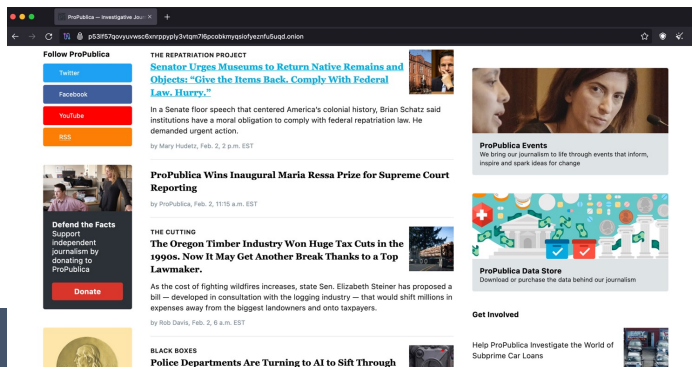 ProPublica — Investigative Jour
p53lf57qovyuvwsc6xnrppyply3vtqm7l6pcobkmyqsiofyeznfu5uqd.onion
Follow ProPublica
Twitter
Facebook
YouTube
RSS
Defend the Facts
Support
independent
journalism by
donating to
ProPublica
Donate
THE REPATRIATION PROJECT
Senator Urges Museums to Return Native Remains and
Objects: “Give the Items Back. Comply With Federal
Law. Hurry.”
In a Senate floor speech that centered America's colonial history, Brian Schatz said
institutions have a moral obligation to comply with federal repatriation law. He
demanded urgent action.
by Mary Hudetz, Feb. 2, 2 p.m. EST
ProPublica Wins Inaugural Maria Ressa Prize for Supreme Court
Reporting
by ProPublica, Feb. 2, 11:15 a.m. EST
THE CUTTING
The Oregon Timber Industry Won Huge Tax Cuts in the
1990s. Now It May Get Another Break Thanks to a Top
Lawmaker.
As the cost of fighting wildfires increases, state Sen. Elizabeth Steiner has proposed a
bill — developed in consultation with the logging industry — that would shift millions in
expenses away from the biggest landowners and onto taxpayers.
by Rob Davis, Feb. 2, 6 a.m. EST
BLACK BOXES
Police Departments Are Turning to AI to Sift Through
ProPublica Events
We bring our journalism to life through events that inform,
inspire and spark ideas for change
ProPublica Data Store
Download or purchase the data behind our journalism
Get Involved
Help ProPublica Investigate the World of
Subprime Car Loans